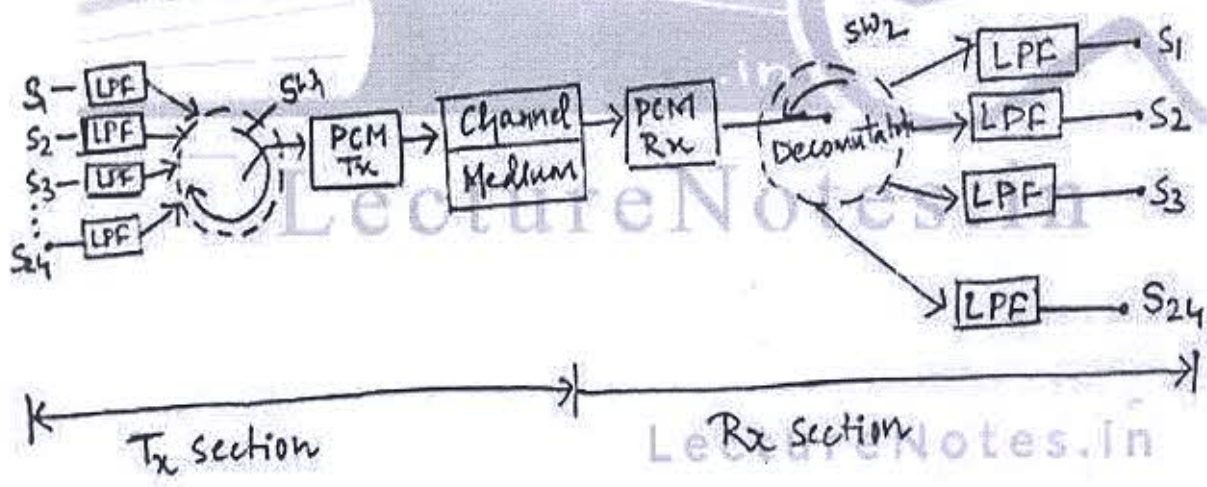 S1 LPF
S2 LPF
S3 LPF
S24 LPF
SW1
PCM Tx
Channel
Medium
PCM Rx
SW2
Decomutator
LPF S1
LPF S2
LPF S3
LPF S24
Tx section
Rx section
LectureNotes.in
LectureNotes.in
.in